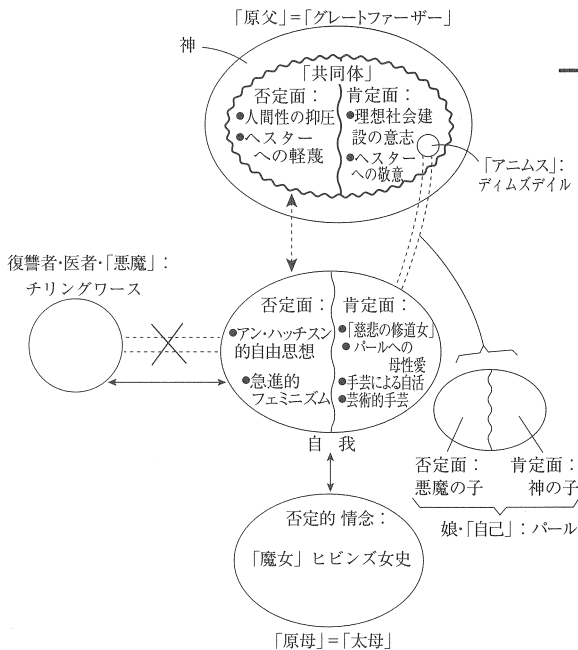 「原父」=「グレートファーザー」
神
「共同体」
否定面:
●人間性の抑圧
●ヘスター
への軽蔑
肯定面:
●理想社会建
設の意志
●ヘスター
への敬意
「アニムス」:
ディムズデイル
復讐者・医者・「悪魔」:
チリングワース
否定面:
●アン・ハッチスン
的自由思想
●急進的
フェミニズム
肯定面:
●「慈悲の修道女」
●パールへの
母性愛
●手芸による自活
●芸術的手芸
自 我
否定面:
悪魔の子
肯定面:
神の子
娘・「自己」:パール
否定的 情念:
「魔女」ヒビンズ女史
「原母」=「太母」